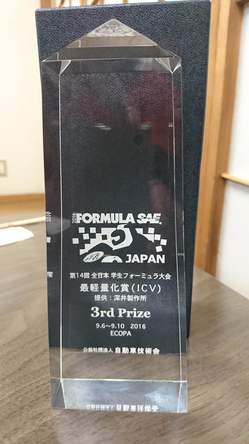 FORMULA SAE
JAPAN
第14回 全日本 学生フォーミュラ大会
最軽量化賞(ICV)
提供：深井製作所
3rd Prize
9.6～9.10 2016
ECOPA
公益社団法人 自動車技術会